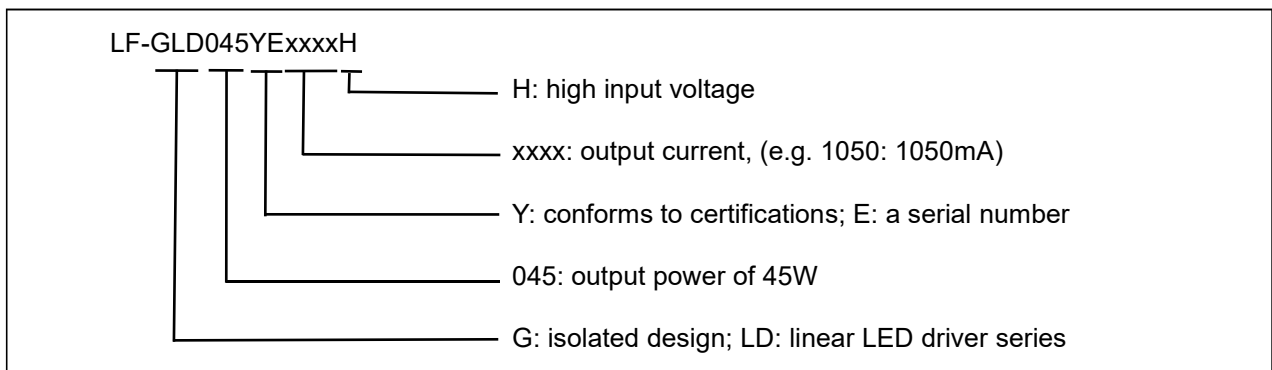 LF-GLD045YExxxxH
H: high input voltage
xxxx: output current, (e.g. 1050: 1050mA)
Y: conforms to certifications; E: a serial number
045: output power of 45W
G: isolated design; LD: linear LED driver series